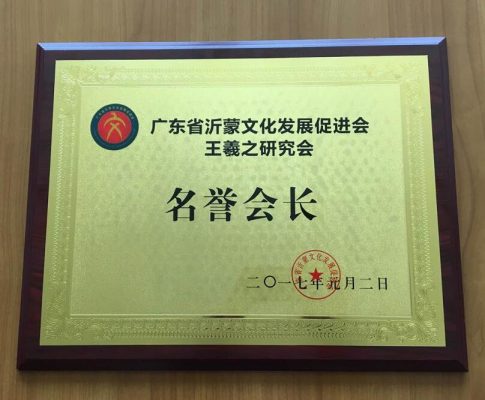 广东省沂蒙文化发展促进会
王羲之研究会
名誉会长
二〇一七年元月二日